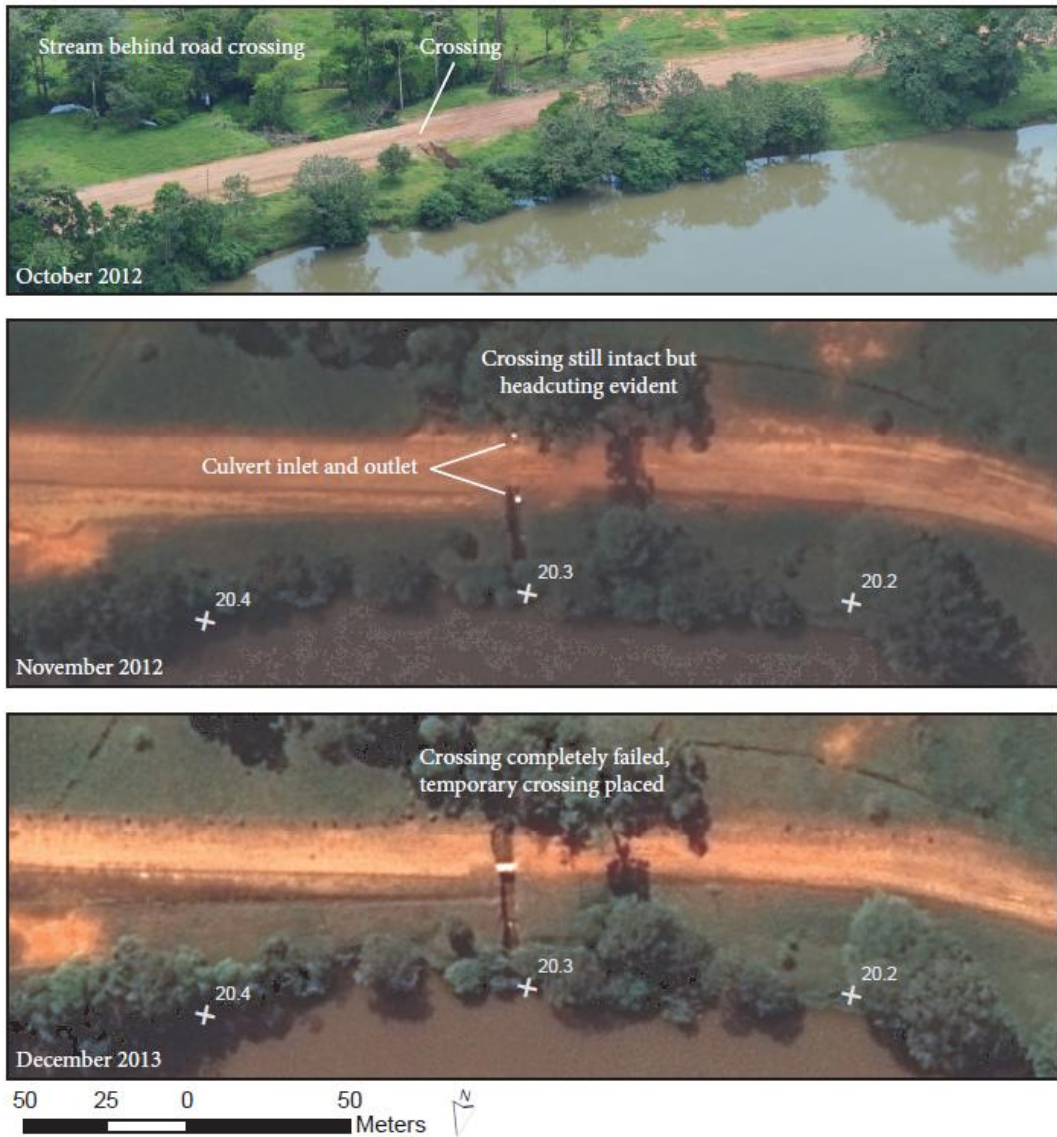 Stream behind road crossing
Crossing
October 2012
Crossing still intact but
headcuting evident
Culvert inlet and outlet
20.4
20.3
20.2
November 2012
Crossing completely failed,
temporary crossing placed
20.4
20.3
20.2
December 2013
50 25 0 50
Meters
N